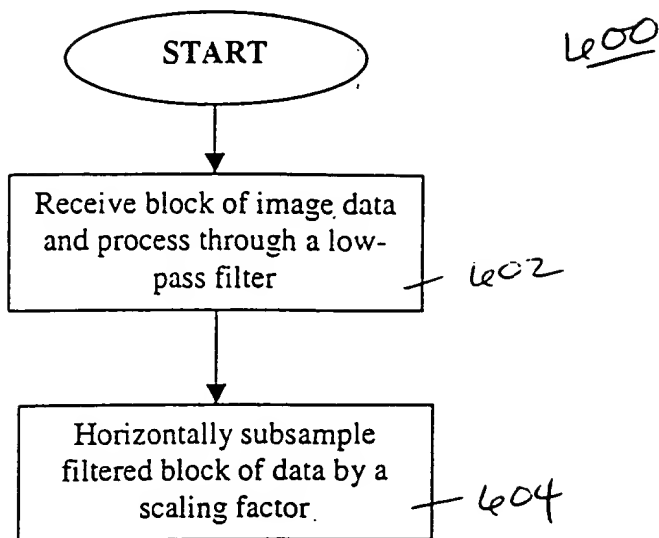 START
600
Receive block of image data
and process through a low-
pass filter
602
Horizontally subsample
filtered block of data by a
scaling factor
604